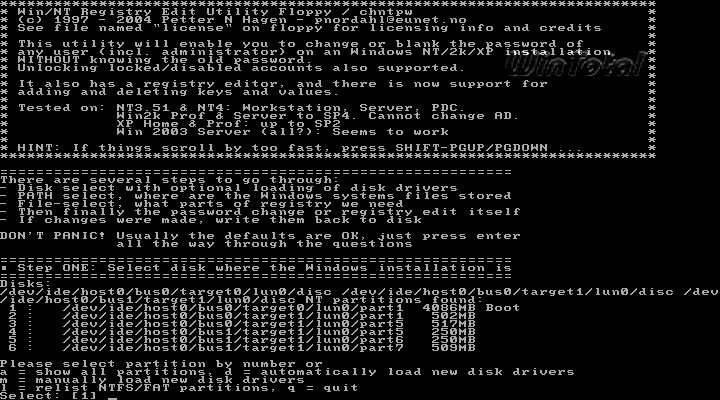 ***********************************************************************************
* Win/NT Registry Edit Utility Floppy / chntpw *
* (c) 1997 - 2004 Petter N Hagen - pnordahl@eunet.no *
* See file named "license" on floppy for licensing info and credits *
* *
* This utility will enable you to change or blank the password of *
* any user (incl. administrator) on an Windows NT/2k/XP installation *
* WITHOUT knowing the old password. *
* Unlocking locked/disabled accounts also supported. *
WinTotal
* *
* It also has a registry editor, and there is now support for *
* adding and deleting keys and values. *
* *
* Tested on: NT3.51 & NT4: Workstation, Server, PDC. *
* Win2k Prof & Server to SP4. Cannot change AD. *
* XP Home & Prof: up to SP2 *
* Win 2003 Server (all?): Seems to work *
* *
* HINT: If things scroll by too fast, press SHIFT-PGUP/PGDOWN ... *
***********************************************************************************
================================================================
There are several steps to go through:
- Disk select with optional loading of disk drivers
- PATH select, where are the Windows systems files stored
- File-select, what parts of registry we need
- Then finally the password change or registry edit itself
- If changes were made, write them back to disk
DON'T PANIC! Usually the defaults are OK, just press enter
all the way through the questions
================================================================
▪ Step ONE: Select disk where the Windows installation is
================================================================
Disks:
/dev/ide/host0/bus0/target0/lun0/disc /dev/ide/host0/bus0/target1/lun0/disc /dev
/ide/host0/bus1/target1/lun0/disc NT partitions found:
1 : /dev/ide/host0/bus0/target0/lun0/part1 4086MB Boot
2 : /dev/ide/host0/bus0/target1/lun0/part1 502MB
3 : /dev/ide/host0/bus0/target1/lun0/part5 517MB
4 : /dev/ide/host0/bus1/target1/lun0/part5 250MB
5 : /dev/ide/host0/bus1/target1/lun0/part6 250MB
6 : /dev/ide/host0/bus1/target1/lun0/part7 509MB
Please select partition by number or
a = show all partitions, d = automatically load new disk drivers
m = manually load new disk drivers
l = relist NTFS/FAT partitions, q = quit
Select: [1] _